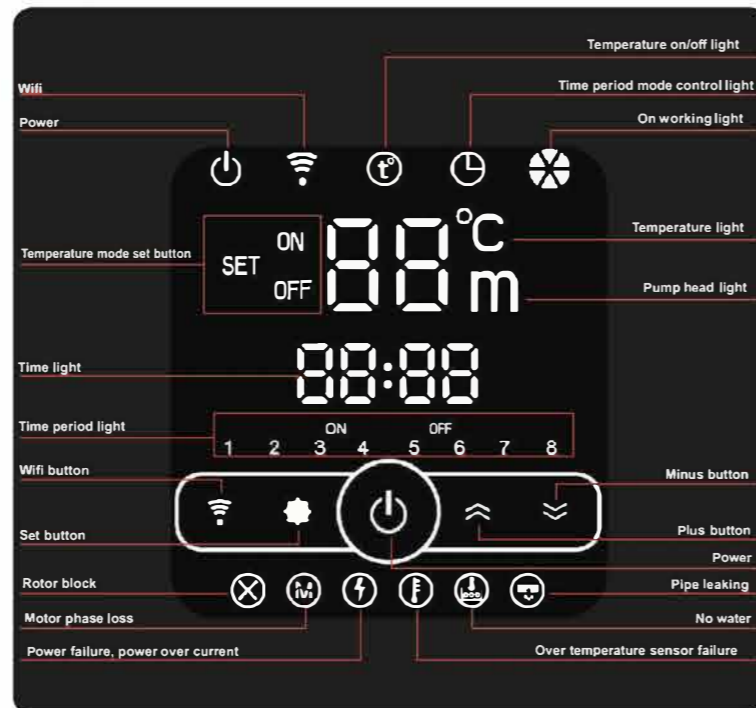 Temperature on/off light
Wifi
Time period mode control light
Power
On working light
t°
ON
SET
OFF
88
°C
m
Temperature light
Temperature mode set button
Pump head light
88:88
Time light
Time period light
ON OFF
1 2 3 4 5 6 7 8
Wifi button
Minus button
Set button
Plus button
Power
Rotor block
Pipe leaking
M
Motor phase loss
No water
Power failure, power over current
Over temperature sensor failure